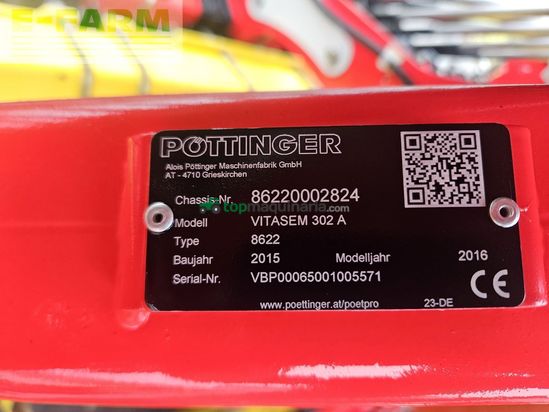 E-FARM
PÖTTINGER
Alois Pöttinger Maschinenfabrik GmbH
AT - 4710 Grieskirchen
Chassis-Nr. 86220002824
topmaquinaria.com
Modell VITASEM 302 A
Type 8622
Baujahr 2015 Modelljahr 2016
Serial-Nr. VBP00065001005571
CE
www.poettinger.at/poetpro 23-DE